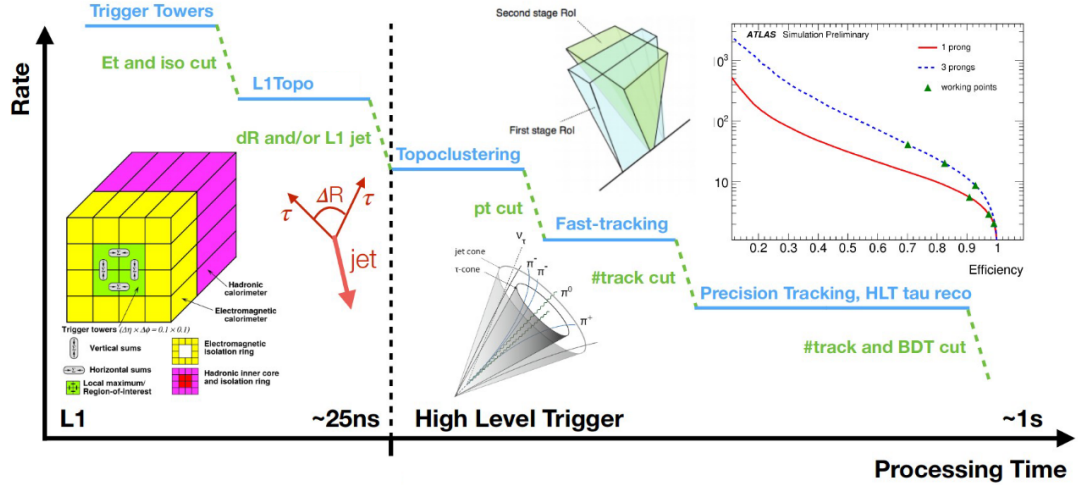 Trigger Towers
Et and iso cut
L1Topo
dR and/or L1 jet
Topoclustering
pt cut
Fast-tracking
#track cut
Precision Tracking, HLT tau reco
#track and BDT cut
Rate
Hadronic
calorimeter
Electromagnetic
calorimeter
Trigger towers (Δη × Δφ = 0.1 × 0.1)
Vertical sums
Horizontal sums
Local maximum/
Region-of-interest
Electromagnetic
isolation ring
Hadronic inner core
and isolation ring
ΔR
τ
τ
jet
Second stage RoI
First stage RoI
jet cone
τ-cone
ντ
π-
π-
π0
π+
ATLAS Simulation Preliminary
1 prong
3 prongs
working points
10³
10²
10
0.2 0.3 0.4 0.5 0.6 0.7 0.8 0.9 1
Efficiency
L1
~25ns
High Level Trigger
~1s
Processing Time